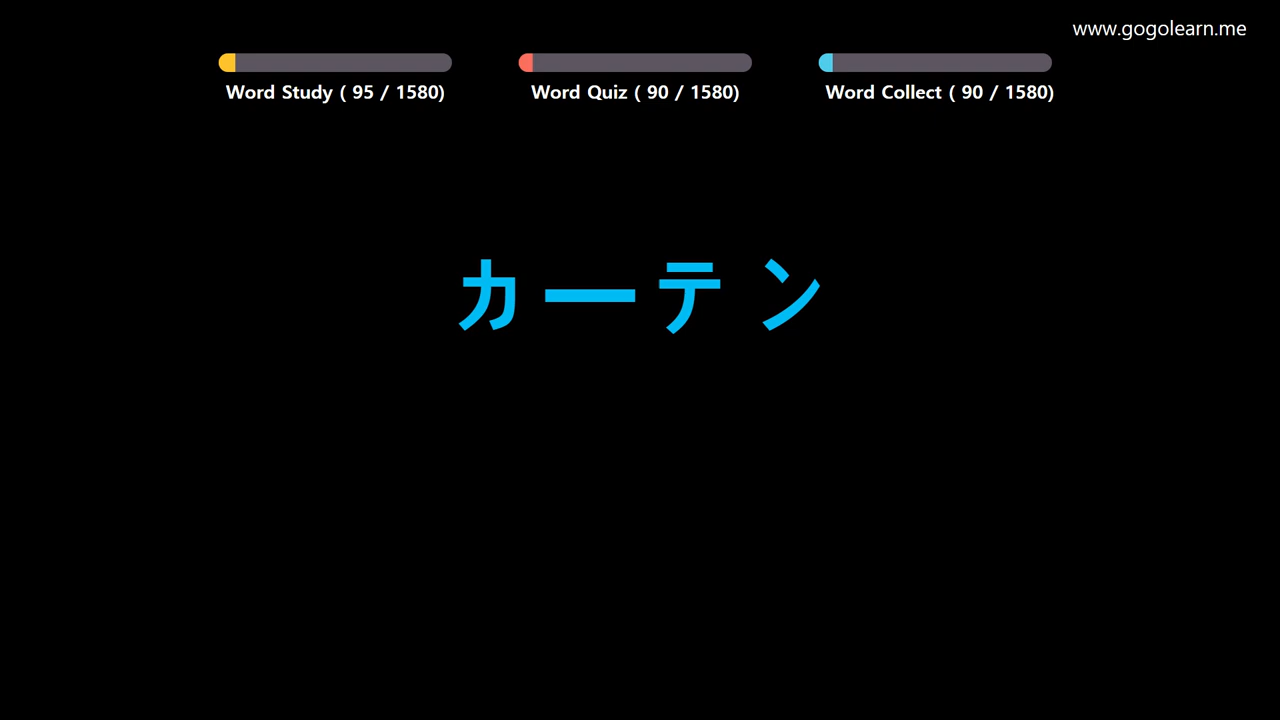 www.gogolearn.me
Word Study ( 95 / 1580)
Word Quiz ( 90 / 1580)
Word Collect ( 90 / 1580)
カーテン